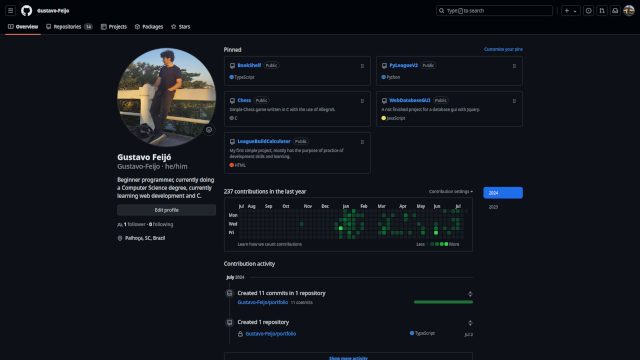 Gustavo-Feijo
Type / to search
Overview
Repositories 14
Projects
Packages
Stars
Pinned
Customize your pins
BookShelf Public
TypeScript
PyLeagueV2 Public
Python
Chess Public
Simple Chess game written in C with the use of Allegro5.
C
WebDatabaseGUI Public
A not finished project for a database gui with jquery.
JavaScript
LeagueBuildCalculator Public
My first simple project, mainly has the purpose of practice of
development skills and learning.
HTML
Gustavo Feijó
Gustavo-Feijo · he/him
Beginner programmer, currently doing
a Computer Science degree, currently
learning web development and C.
Edit profile
1 follower · 0 following
Palhoça, SC, Brazil
237 contributions in the last year
Contribution settings
2024
2023
Jul Aug Sep Oct Nov Dec Jan Feb Mar Apr May Jun Jul
Mon
Wed
Fri
Learn how we count contributions
Less
More
Contribution activity
July 2024
Created 11 commits in 1 repository
Gustavo-Feijo/portfolio 11 commits
Created 1 repository
Gustavo-Feijo/portfolio
TypeScript
Show more activity